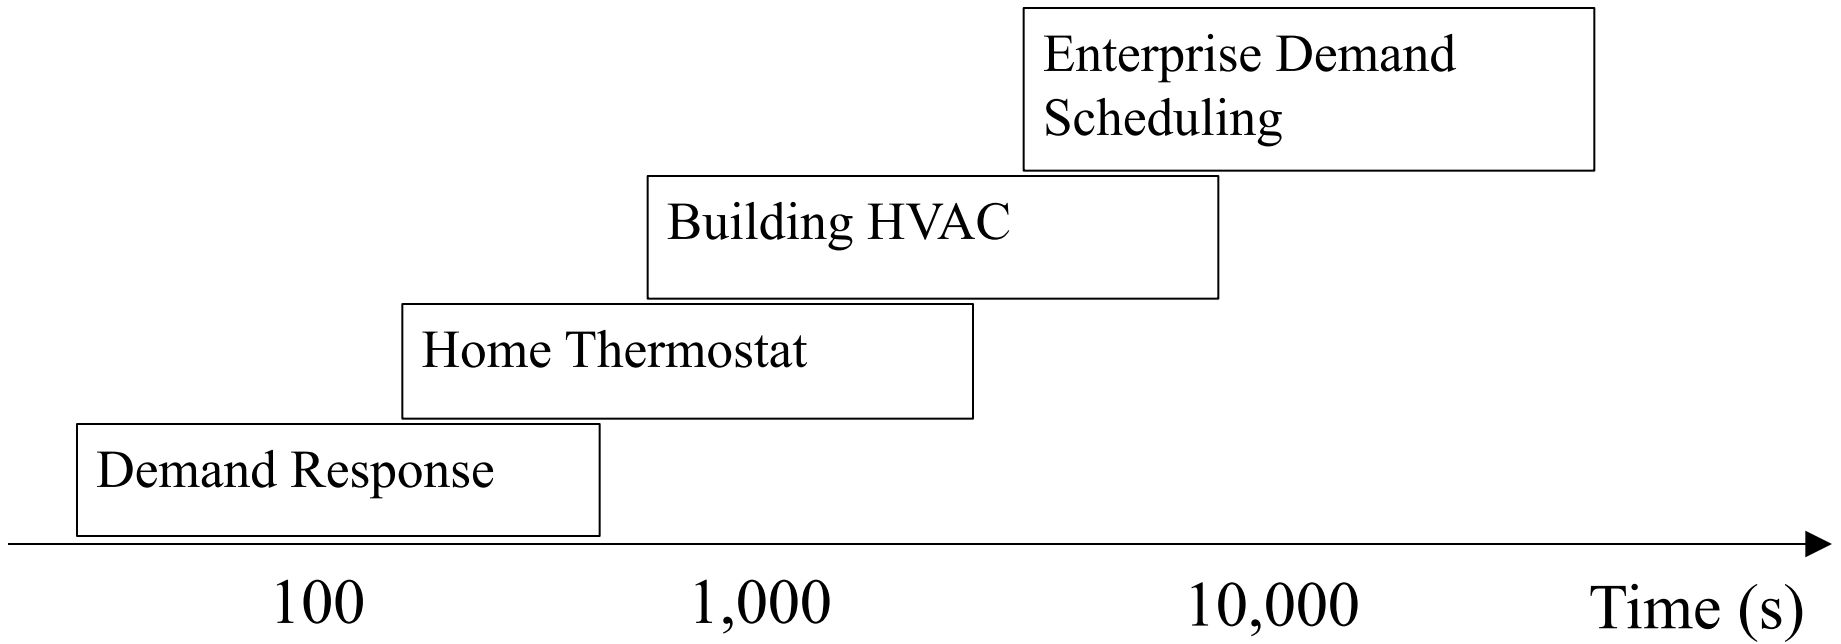 Enterprise Demand
Scheduling
Building HVAC
Home Thermostat
Demand Response
100 1,000 10,000 Time (s)